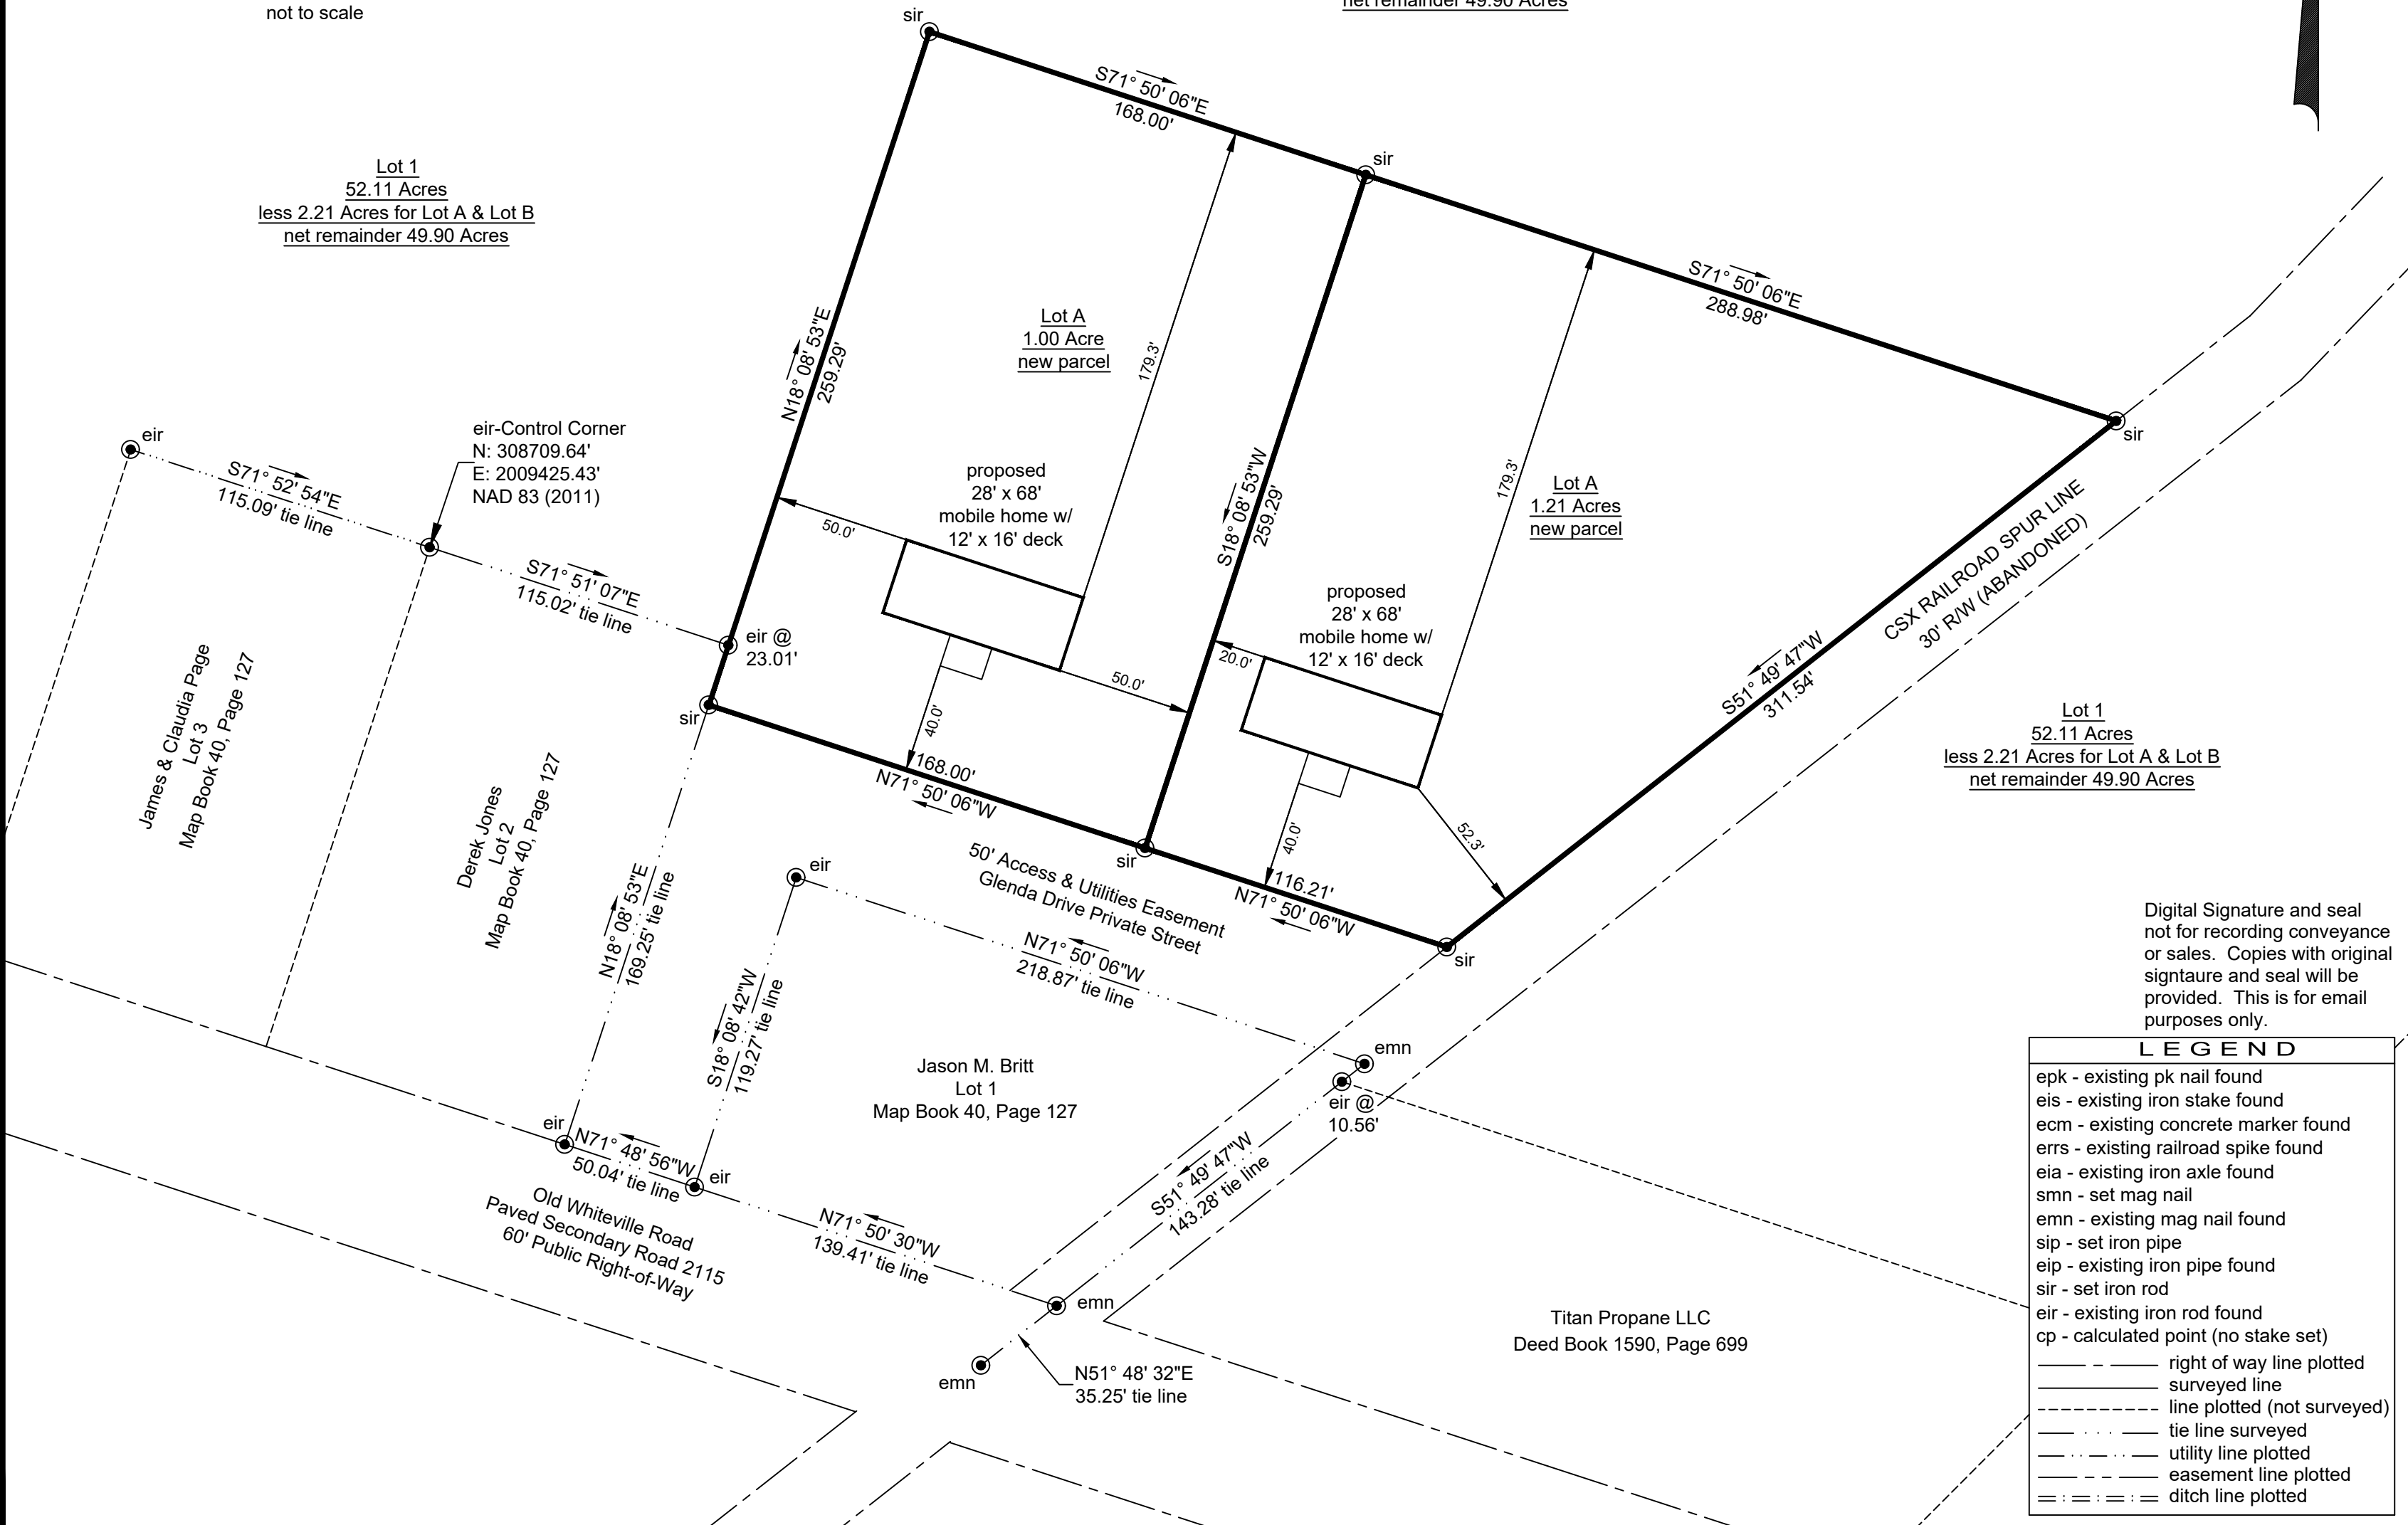 not to scale
net remainder 49.90 Acres
sir
S71° 50' 06"E
168.00'
sir
Lot 1
52.11 Acres
less 2.21 Acres for Lot A & Lot B
net remainder 49.90 Acres
S71° 50' 06"E
288.98'
N18° 08' 53"E
259.29'
Lot A
1.00 Acre
new parcel
179.3'
sir
eir
eir-Control Corner
N: 308709.64'
E: 2009425.43'
NAD 83 (2011)
S71° 52' 54"E
115.09' tie line
proposed
28' x 68'
mobile home w/
12' x 16' deck
50.0'
S18° 08' 53"W
259.29'
179.3'
Lot A
1.21 Acres
new parcel
CSX RAILROAD SPUR LINE
30' R/W (ABANDONED)
S71° 51' 07"E
115.02' tie line
eir @
23.01'
proposed
28' x 68'
mobile home w/
12' x 16' deck
20.0'
50.0'
S51° 49' 47"W
311.54'
James & Claudia Page
Lot 3
Map Book 40, Page 127
sir
40.0'
168.00'
N71° 50' 06"W
Lot 1
52.11 Acres
less 2.21 Acres for Lot A & Lot B
net remainder 49.90 Acres
Derek Jones
Lot 2
Map Book 40, Page 127
sir
40.0'
52.3'
116.21'
N71° 50' 06"W
eir
50' Access & Utilities Easement
Glenda Drive Private Street
sir
N18° 08' 53"E
169.25' tie line
N71° 50' 06"W
218.87' tie line
S18° 08' 42"W
119.27' tie line
Digital Signature and seal
not for recording conveyance
or sales.  Copies with original
signtaure and seal will be
provided.  This is for email
purposes only.
Jason M. Britt
Lot 1
Map Book 40, Page 127
emn
eir @
10.56'
eir
N71° 48' 56"W
50.04' tie line
eir
S51° 49' 47"W
143.28' tie line
Old Whiteville Road
Paved Secondary Road 2115
60' Public Right-of-Way
N71° 50' 30"W
139.41' tie line
emn
emn
N51° 48' 32"E
35.25' tie line
Titan Propane LLC
Deed Book 1590, Page 699
LEGEND
epk - existing pk nail found
eis - existing iron stake found
ecm - existing concrete marker found
errs - existing railroad spike found
eia - existing iron axle found
smn - set mag nail
emn - existing mag nail found
sip - set iron pipe
eip - existing iron pipe found
sir - set iron rod
eir - existing iron rod found
cp - calculated point (no stake set)
right of way line plotted
surveyed line
line plotted (not surveyed)
tie line surveyed
utility line plotted
easement line plotted
ditch line plotted